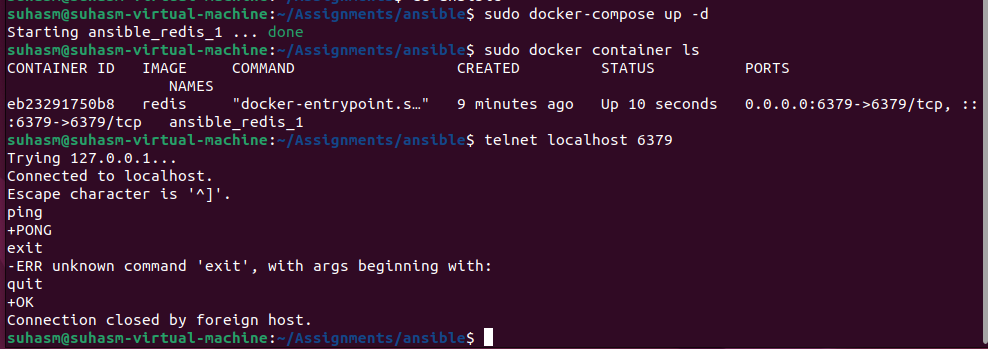 suhasm@suhasm-virtual-machine:~/Assignments/ansible$ sudo docker-compose up -d
Starting ansible_redis_1 ... done
suhasm@suhasm-virtual-machine:~/Assignments/ansible$ sudo docker container ls
CONTAINER ID   IMAGE     COMMAND                  CREATED         STATUS          PORTS
                  NAMES
eb23291750b8   redis     "docker-entrypoint.s…"   9 minutes ago   Up 10 seconds   0.0.0.0:6379->6379/tcp, ::
:6379->6379/tcp   ansible_redis_1
suhasm@suhasm-virtual-machine:~/Assignments/ansible$ telnet localhost 6379
Trying 127.0.0.1...
Connected to localhost.
Escape character is '^]'.
ping
+PONG
exit
-ERR unknown command 'exit', with args beginning with:
quit
+OK
Connection closed by foreign host.
suhasm@suhasm-virtual-machine:~/Assignments/ansible$